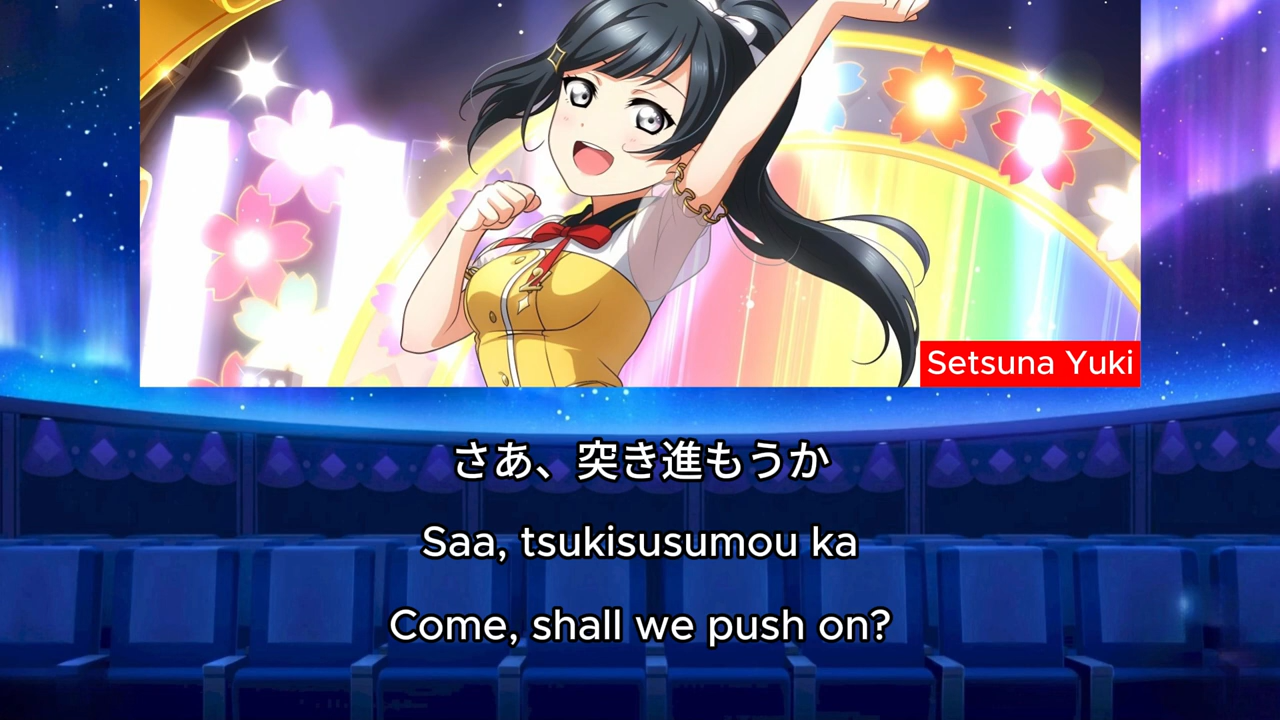 Setsuna Yuki
さあ、突き進もうか
Saa, tsukisusumou ka
Come, shall we push on?